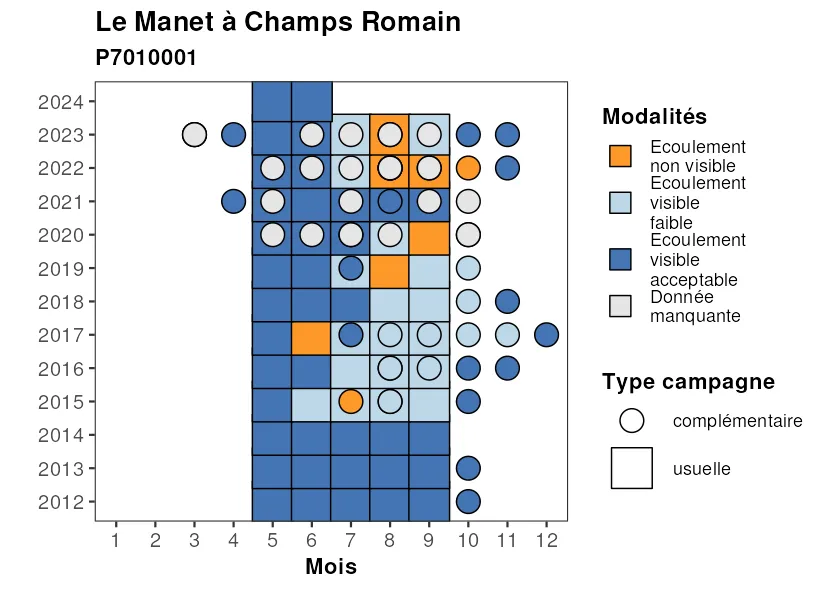 Le Manet à Champs Romain
P7010001
2024
2023
2022
2021
2020
2019
2018
2017
2016
2015
2014
2013
2012
1 2 3 4 5 6 7 8 9 10 11 12
Mois
Modalités
Ecoulement
non visible
Ecoulement
visible
faible
Ecoulement
visible
acceptable
Donnée
manquante
Type campagne
complémentaire
usuelle